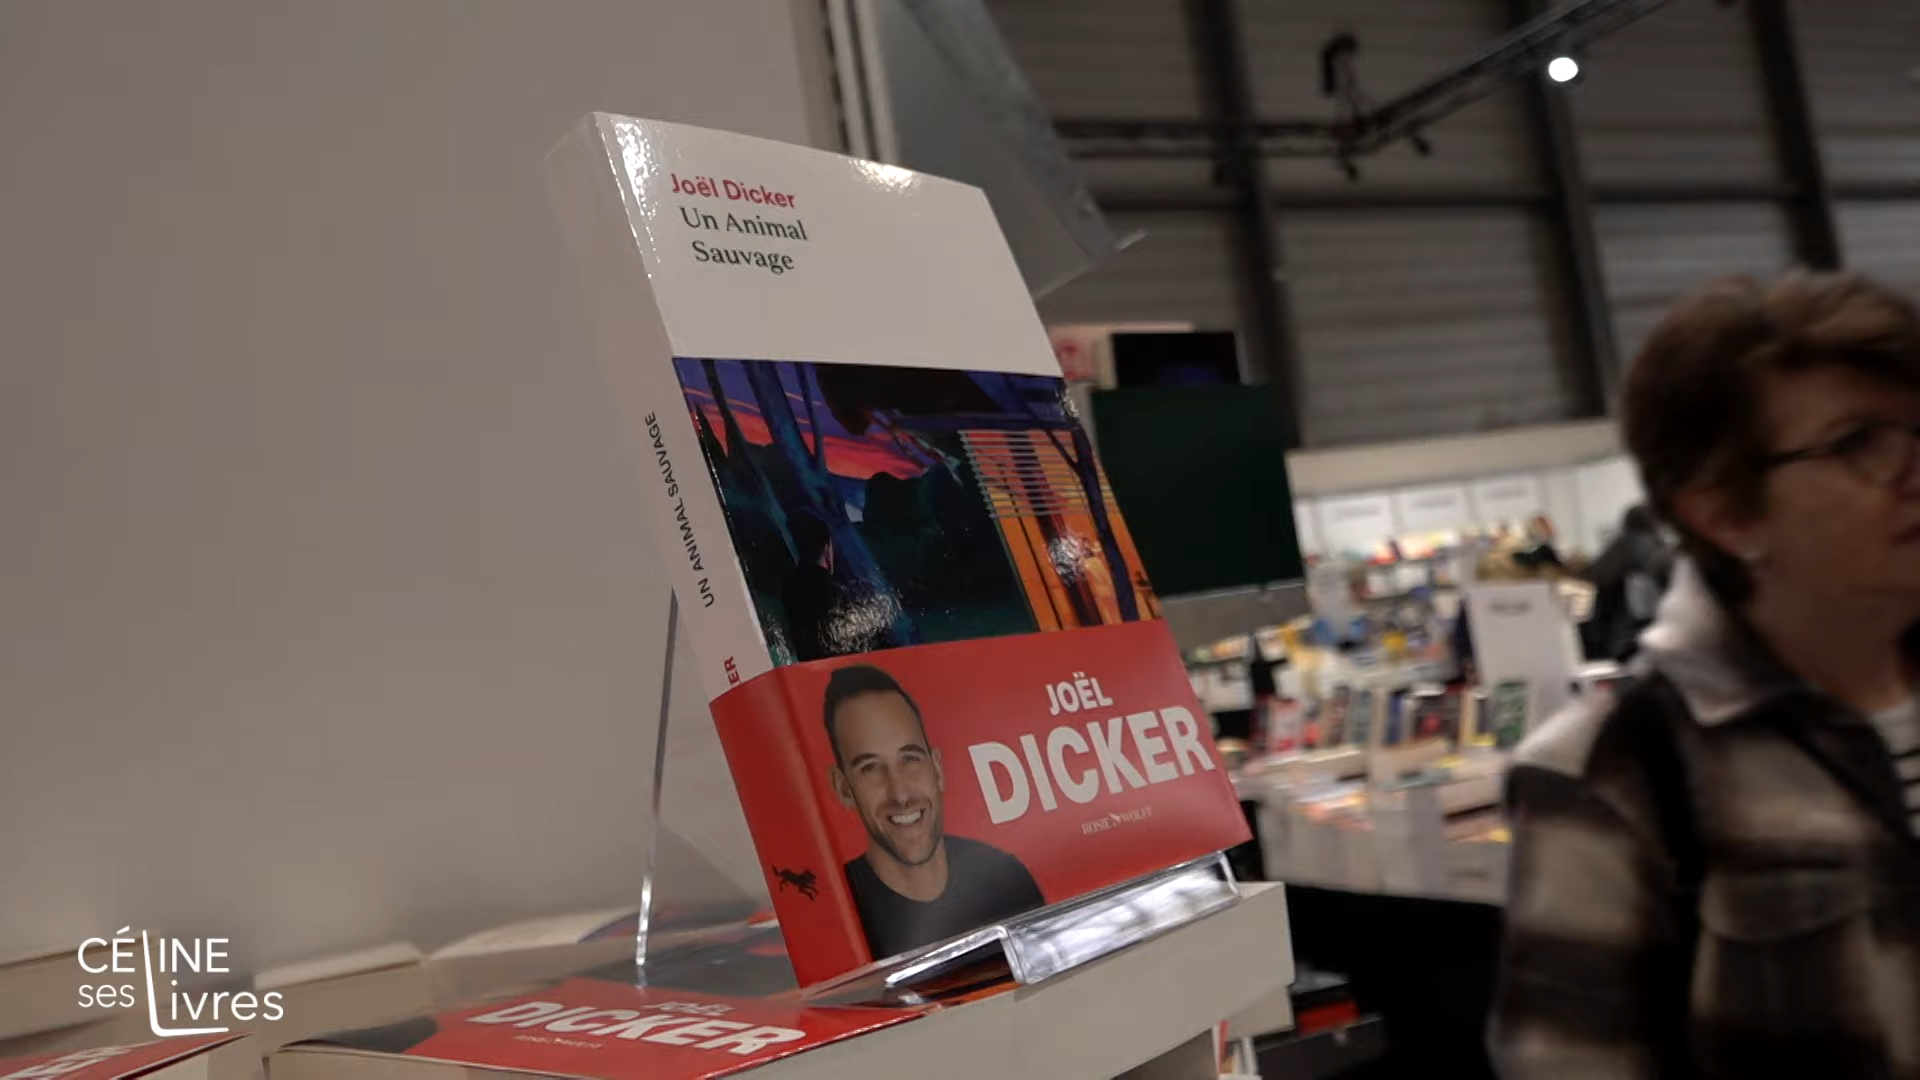 Joël Dicker
Un Animal
Sauvage
UN ANIMAL SAUVAGE
JOËL
DICKER
ROSIE WOLFE
JOËL
DICKER
CÉLINE
ses Livres